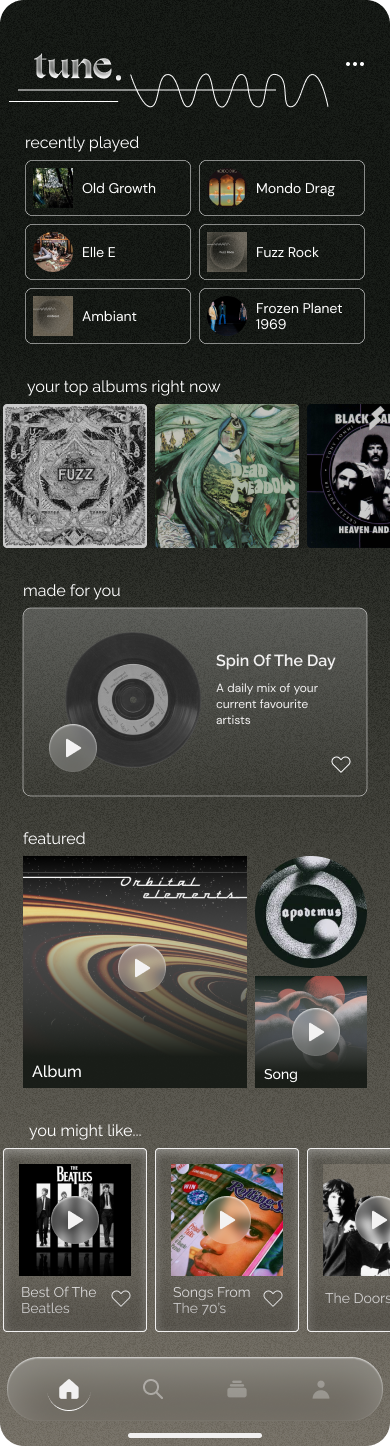 tune.
recently played
Old Growth
Mondo Drag
Elle E
Fuzz Rock
Ambiant
Frozen Planet
1969
your top albums right now
FUZZ
DEAD
MEADOW
BLACK
HEAVEN AND
made for you
Spin Of The Day
A daily mix of your
current favourite
artists
featured
Orbital
elements
apodemus
Album
Song
you might like...
THE
BEATLES
Best Of The
Beatles
Songs From
The 70's
The Doors